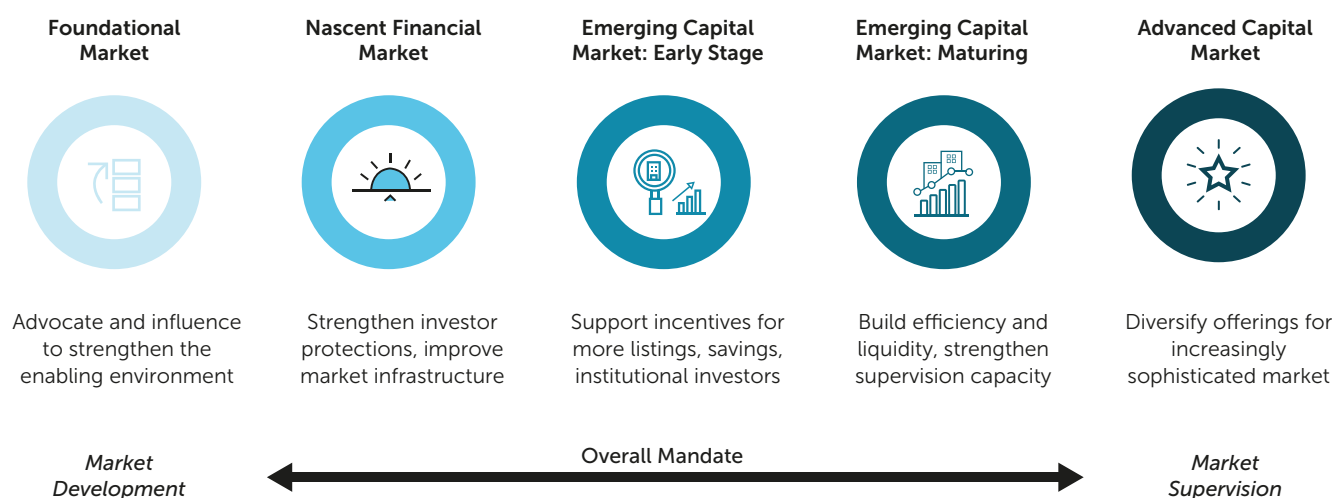 Foundational
Market
Nascent Financial
Market
Emerging Capital
Market: Early Stage
Emerging Capital
Market: Maturing
Advanced Capital
Market
Advocate and influence
to strengthen the
enabling environment
Strengthen investor
protections, improve
market infrastructure
Support incentives for
more listings, savings,
institutional investors
Build efficiency and
liquidity, strengthen
supervision capacity
Diversify offerings for
increasingly
sophisticated market
Market
Development
Overall Mandate
Market
Supervision